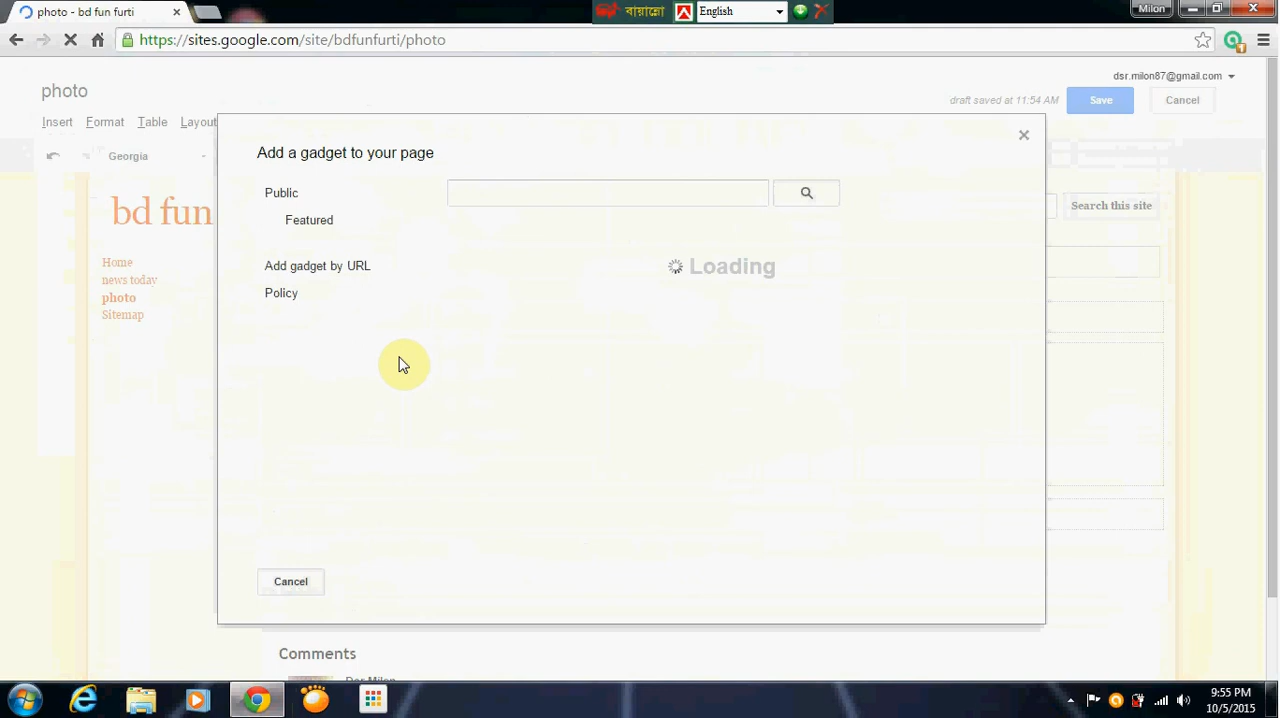 photo - bd fun furti
বায়ান্নো
English
Milon
https://sites.google.com/site/bdfunfurti/photo
dsr.milon87@gmail.com
photo
draft saved at 11:54 AM
Save
Cancel
Insert Format Table Layout
Georgia
Add a gadget to your page
Public
Featured
Add gadget by URL
Policy
Loading
Cancel
bd fun
Search this site
Home
news today
photo
Sitemap
Comments
Dsr Milon
9:55 PM
10/5/2015